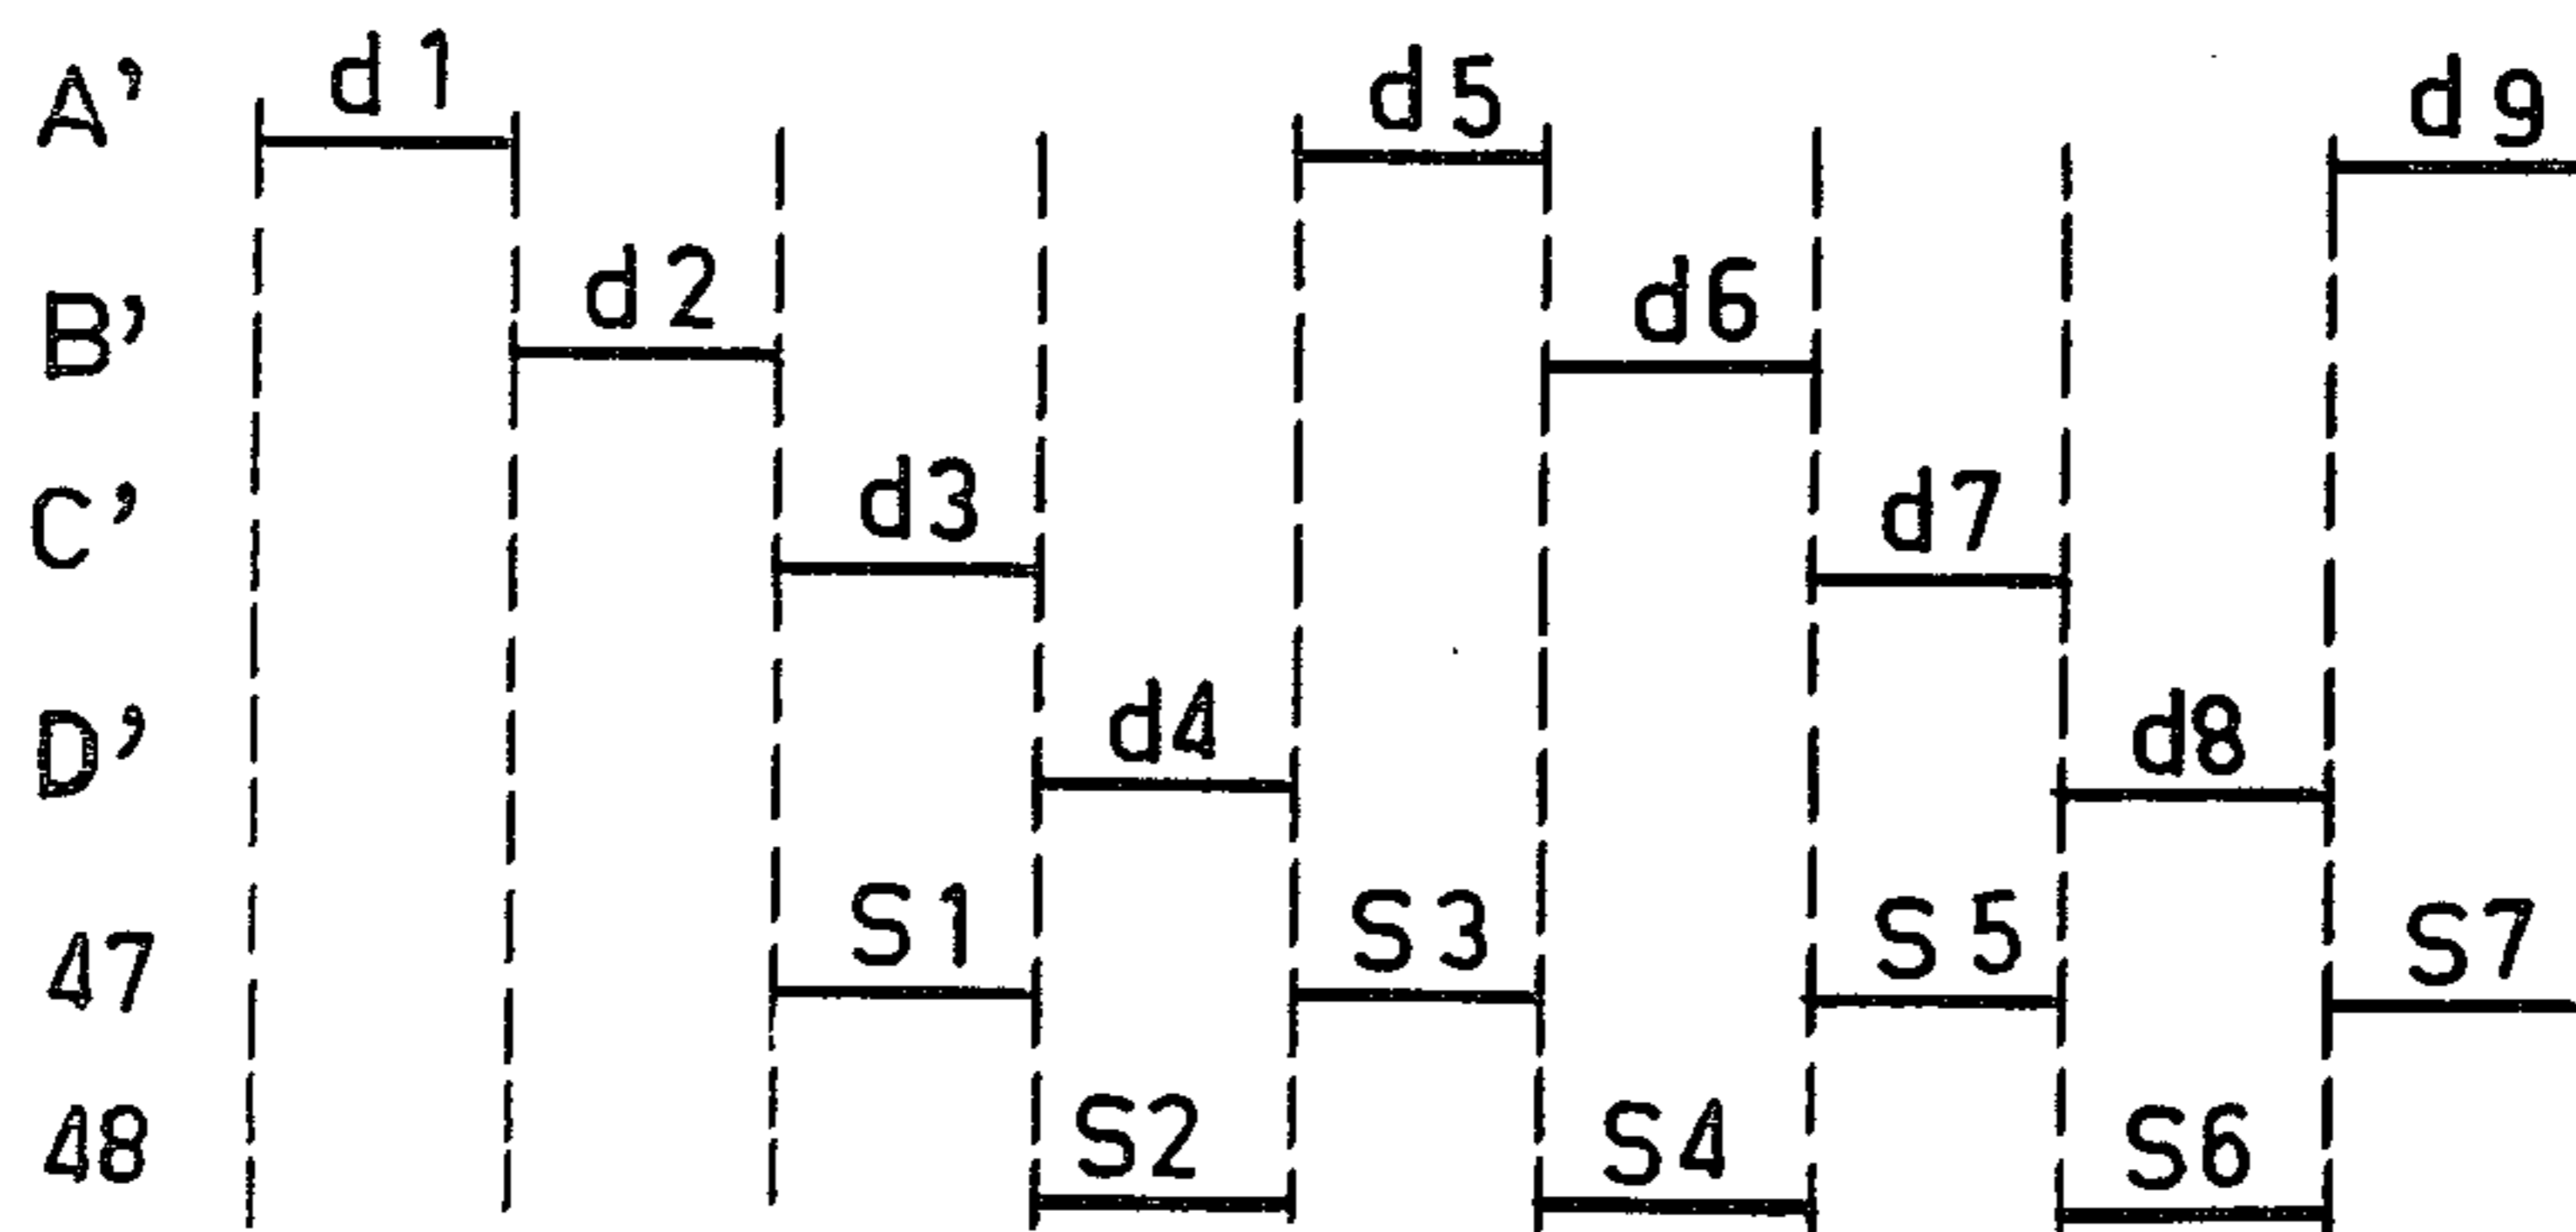 A' d1 d5 d9
B' d2 d6
C' d3 d7
D' d4 d8
47 S1 S3 S5 S7
48 S2 S4 S6